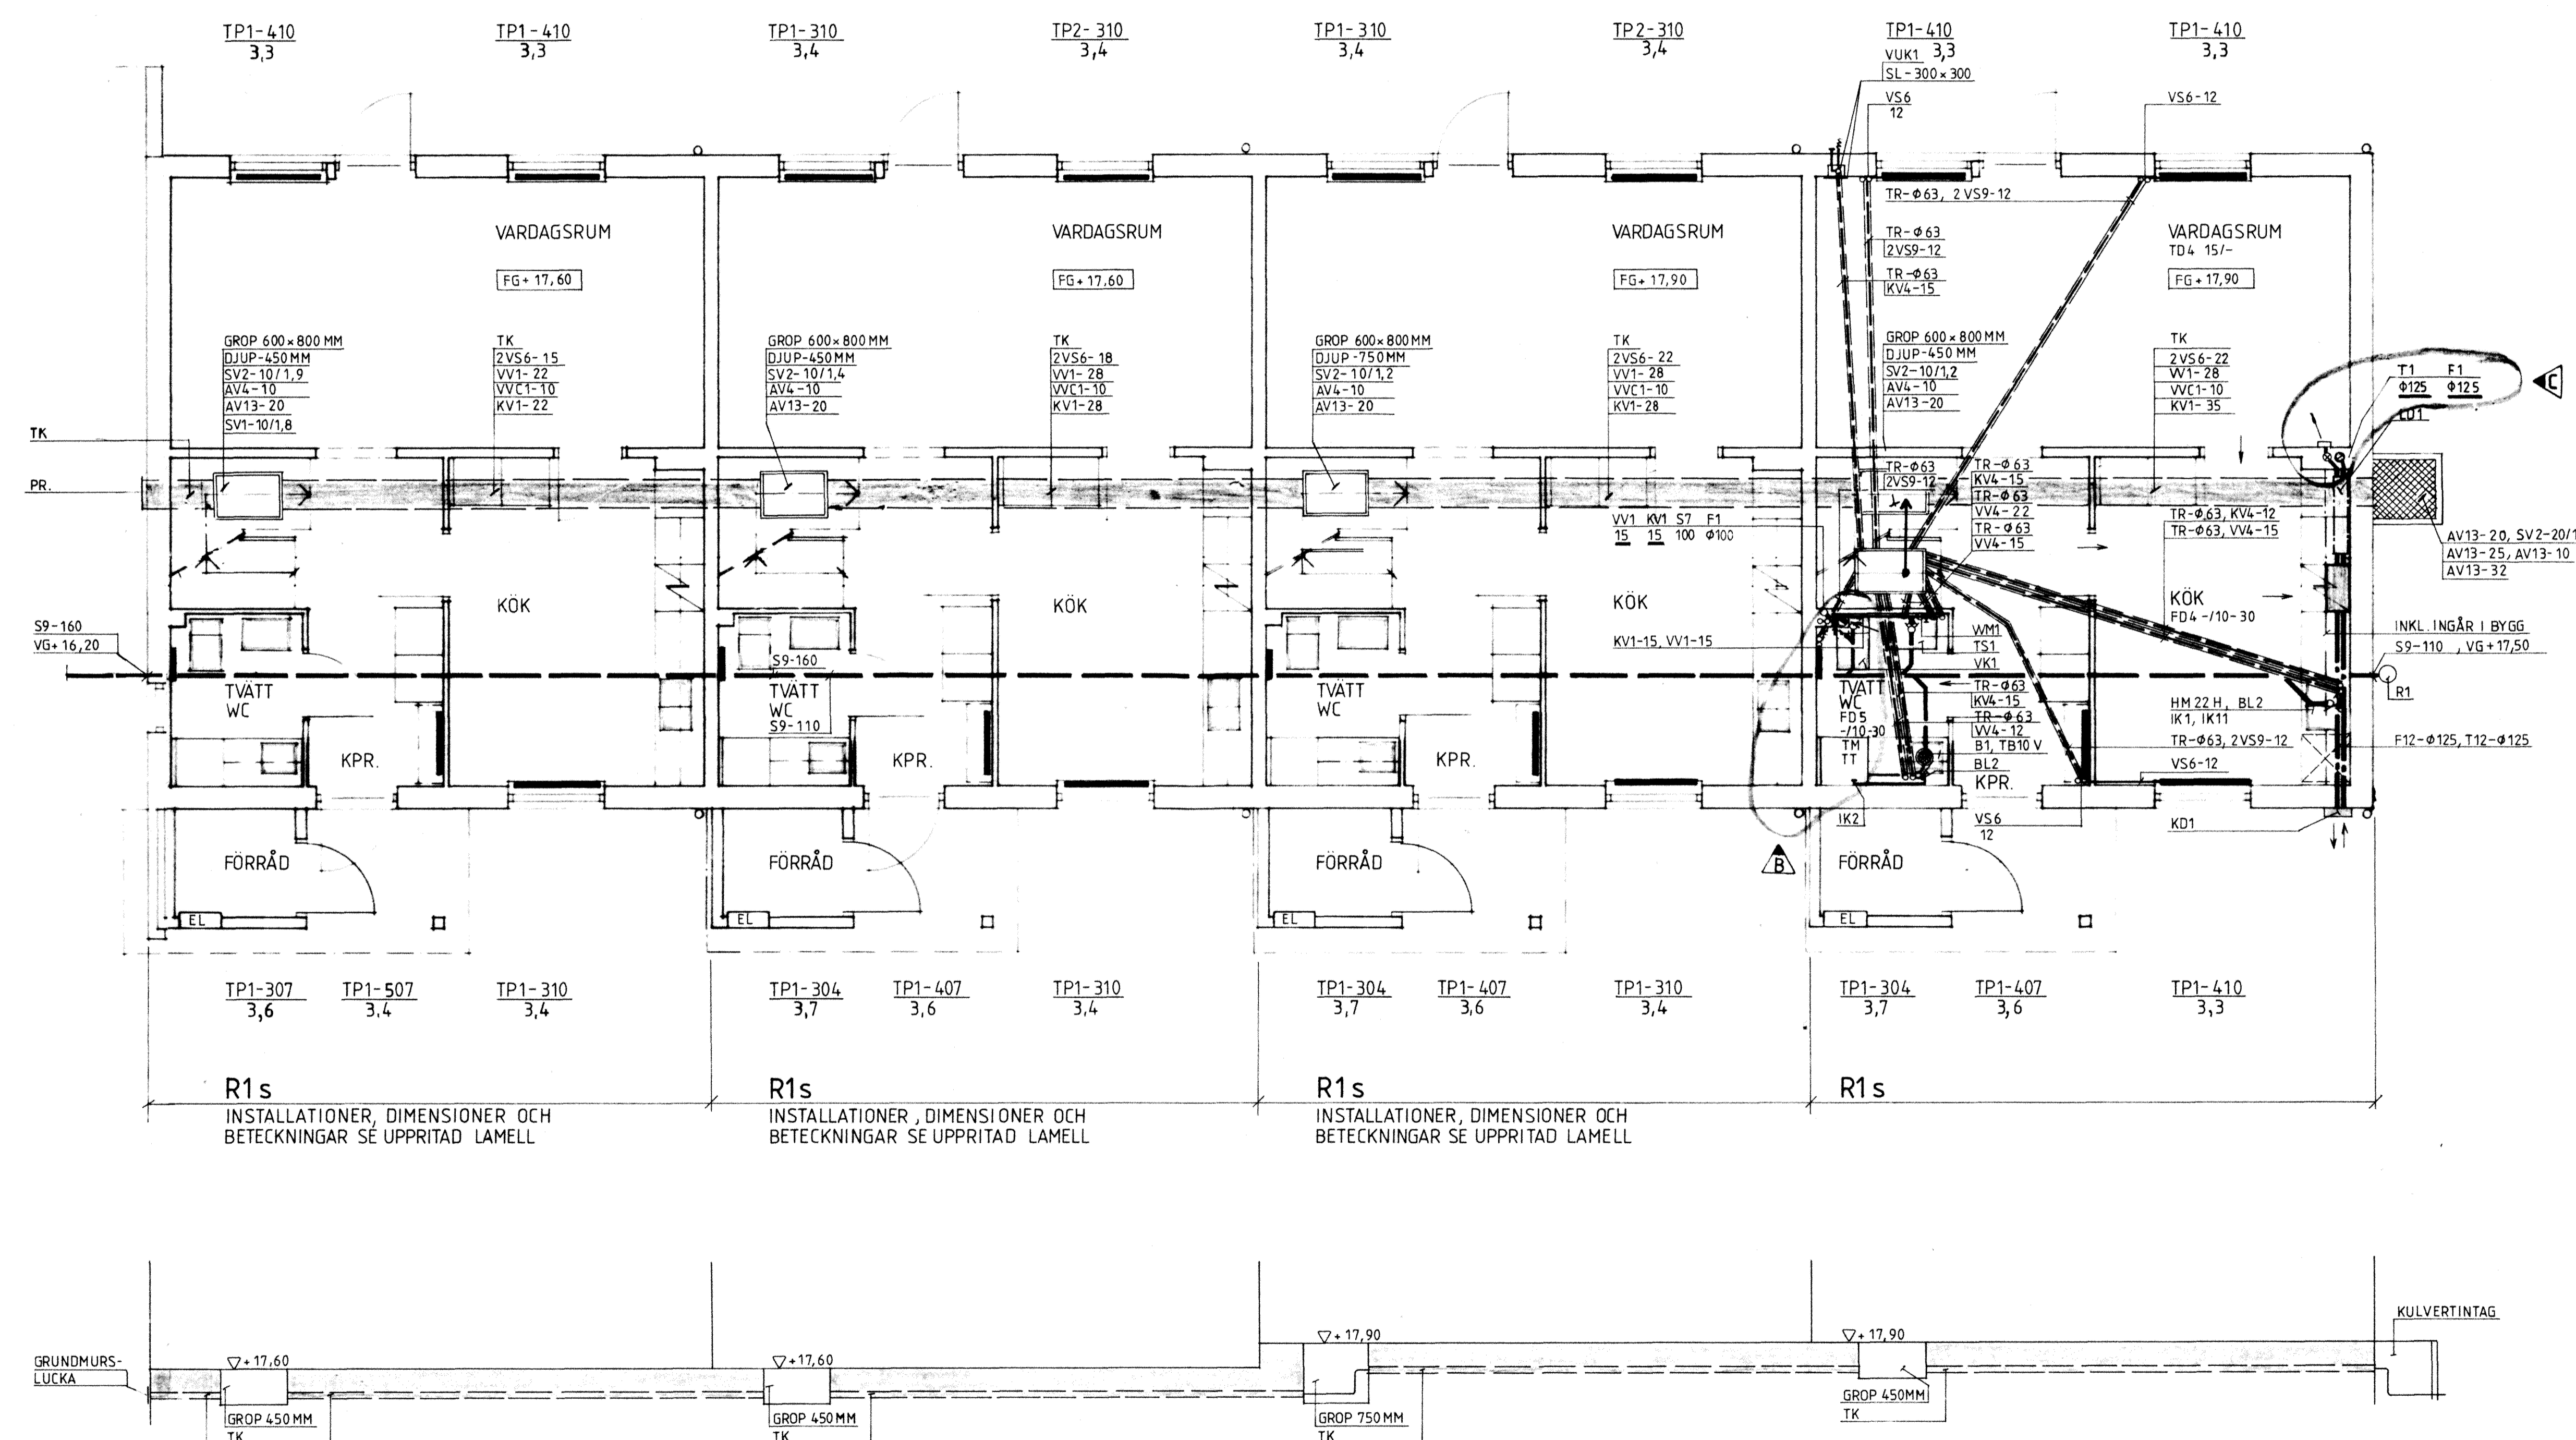 TP1-410
3,3
TP1-410
3,3
TP1-310
3,4
TP2-310
3,4
TP1-310
3,4
TP2-310
3,4
TP1-410
3,3
TP1-410
3,3
VUK1
SL-300×300
VS6
12
VS6-12
TR-Φ63, 2VS9-12
VARDAGSRUM
FG+17,60
VARDAGSRUM
FG+17,60
VARDAGSRUM
FG+17,90
TR-Φ63
2VS9-12
TR-Φ63
KV4-15
VARDAGSRUM
TD4 15/-
FG+17,90
GROP 600×800 MM
DJUP-450MM
SV2-10/1,9
AV4-10
AV13-20
SV1-10/1,8
TK
2VS6-15
VV1-22
VVC1-10
KV1-22
GROP 600×800 MM
DJUP-450MM
SV2-10/1,4
AV4-10
AV13-20
TK
2VS6-18
VV1-28
VVC1-10
KV1-28
GROP 600×800 MM
DJUP-750MM
SV2-10/1,2
AV4-10
AV13-20
TK
2VS6-22
VV1-28
VVC1-10
KV1-28
GROP 600×800 MM
DJUP-450 MM
SV2-10/1,2
AV4-10
AV13-20
TK
2VS6-22
VV1-28
VVC1-10
KV1-35
T1 F1
Φ125 Φ125
LD1
C
TK
PR.
TR-Φ63
2VS9-12
TR-Φ63
KV4-15
TR-Φ63
VV4-22
TR-Φ63
VV4-15
VV1 KV1 S7 F1
15 15 100 Φ100
TR-Φ63, KV4-12
TR-Φ63, VV4-15
AV13-20, SV2-20/1
AV13-25, AV13-10
AV13-32
KÖK
KÖK
KÖK
KÖK
FD4 -/10-30
S9-160
VG+16,20
KV1-15, VV1-15
VVM1
TS1
VK1
INKL. INGÅR I BYGG
S9-110 , VG+17,50
R1
TVÄTT
WC
S9-160
TVÄTT
WC
S9-110
TVÄTT
WC
TVÄTT
WC
FD5
-/10-30
TM
TT
TR-Φ63
KV4-15
TR-Φ63
VV4-12
B1, TB10 V
BL2
HM22H, BL2
IK1, IK11
TR-Φ63, 2VS9-12
F12-Φ125, T12-Φ125
VS6-12
KPR.
KPR.
KPR.
KPR.
IK2
VS6
12
KD1
B
FÖRRÅD
FÖRRÅD
FÖRRÅD
FÖRRÅD
EL
EL
EL
EL
TP1-307
3,6
TP1-507
3,4
TP1-310
3,4
TP1-304
3,7
TP1-407
3,6
TP1-310
3,4
TP1-304
3,7
TP1-407
3,6
TP1-310
3,4
TP1-304
3,7
TP1-407
3,6
TP1-410
3,3
R1s
INSTALLATIONER, DIMENSIONER OCH
BETECKNINGAR SE UPPRITAD LAMELL
R1s
INSTALLATIONER, DIMENSIONER OCH
BETECKNINGAR SE UPPRITAD LAMELL
R1s
INSTALLATIONER, DIMENSIONER OCH
BETECKNINGAR SE UPPRITAD LAMELL
R1s
GRUNDMURS-
LUCKA
+17,60
+17,60
+17,90
+17,90
KULVERTINTAG
GROP 450MM
TK
GROP 450MM
TK
GROP 750MM
TK
GROP 450MM
TK